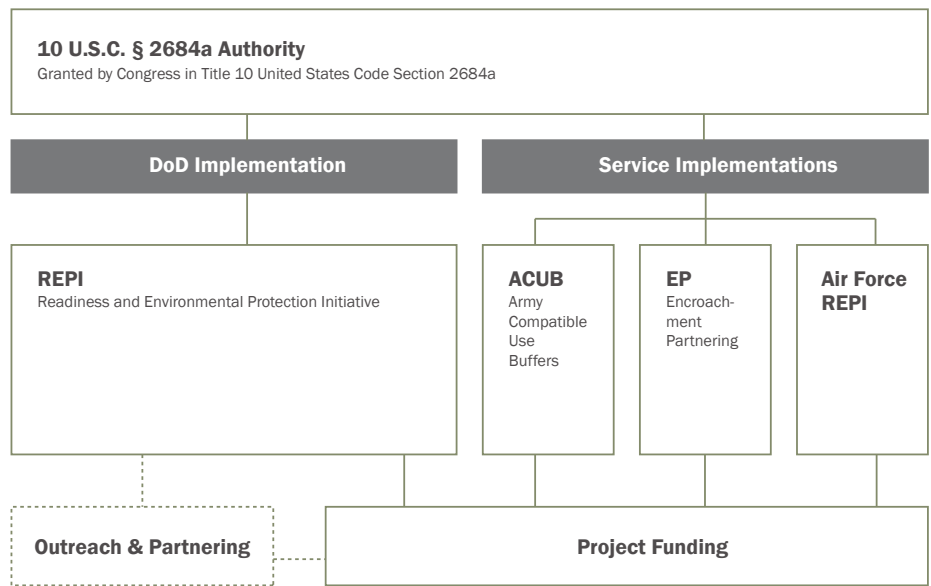 10 U.S.C. § 2684a Authority
Granted by Congress in Title 10 United States Code Section 2684a
DoD Implementation
Service Implementations
REPI
Readiness and Environmental Protection Initiative
ACUB
Army
Compatible
Use
Buffers
EP
Encroach-
ment
Partnering
Air Force
REPI
Outreach & Partnering
Project Funding